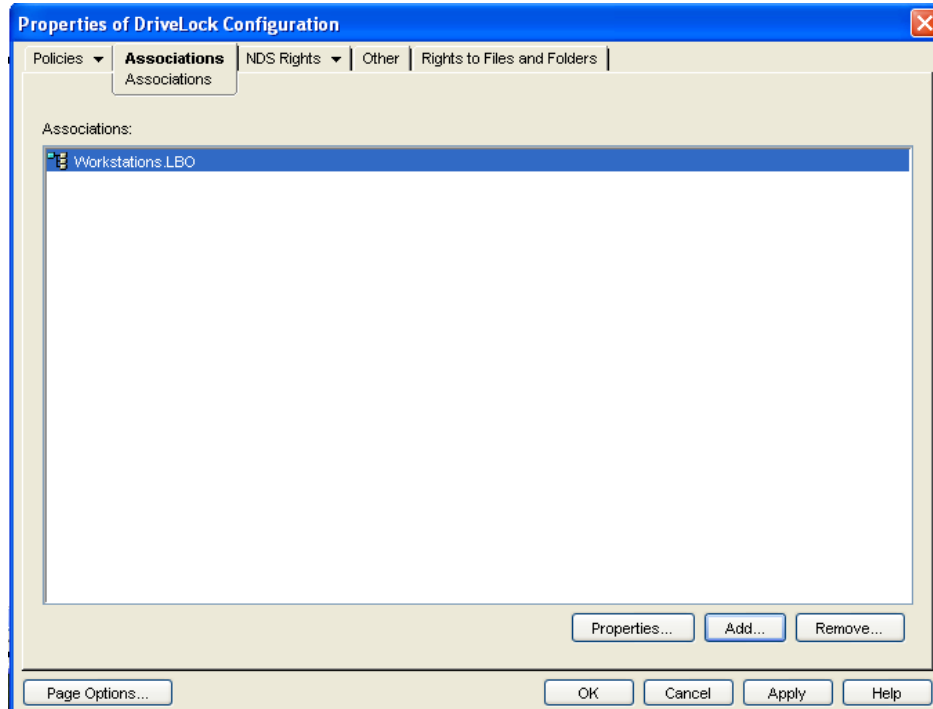 Properties of DriveLock Configuration
Policies Associations NDS Rights Other Rights to Files and Folders
Associations
Associations:
Workstations.LBO
Properties... Add... Remove...
Page Options... OK Cancel Apply Help